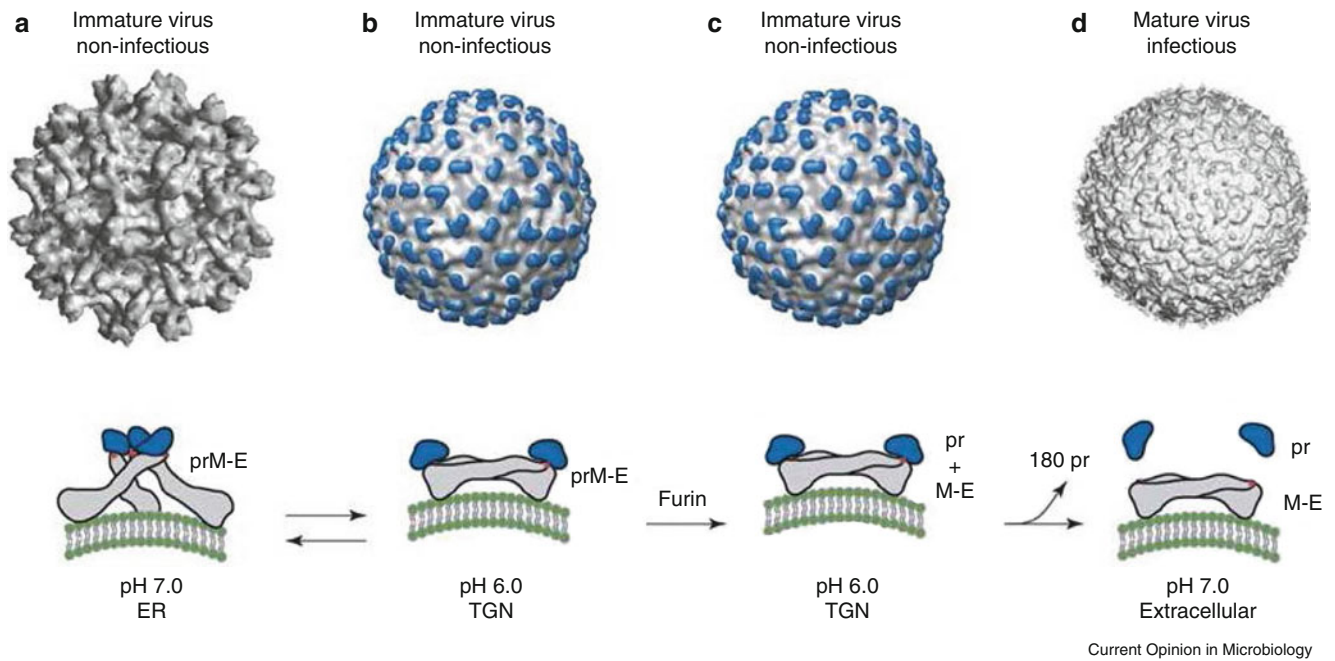 a
Immature virus
non-infectious
b
Immature virus
non-infectious
c
Immature virus
non-infectious
d
Mature virus
infectious
prM-E
pH 7.0
ER
prM-E
pH 6.0
TGN
Furin
pr
+
M-E
pH 6.0
TGN
180 pr
pr
M-E
pH 7.0
Extracellular
Current Opinion in Microbiology